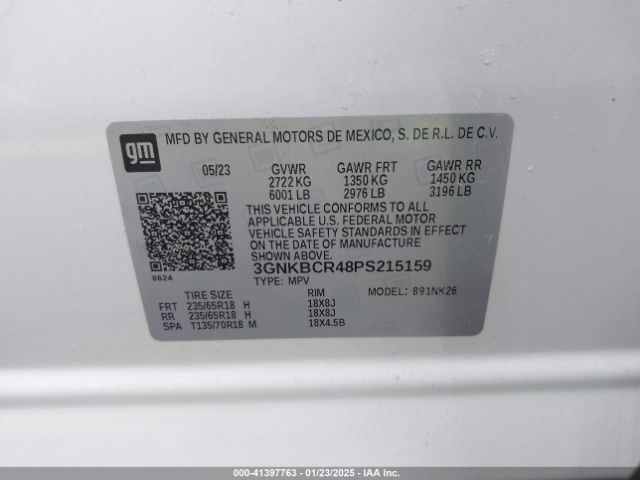 gm
MFD BY GENERAL MOTORS DE MEXICO, S. DE R.L. DE C.V.
05/23 GVWR GAWR FRT GAWR RR
2722 KG 1350 KG 1450 KG
6001 LB 2976 LB 3196 LB
THIS VEHICLE CONFORMS TO ALL
APPLICABLE U.S. FEDERAL MOTOR
VEHICLE SAFETY STANDARDS IN EFFECT
ON THE DATE OF MANUFACTURE
SHOWN ABOVE.
3GNKBCR48PS215159
8624
TYPE: MPV
MODEL: 891NK26
TIRE SIZE RIM
FRT 235/65R18 H 18X8J
RR 235/65R18 H 18X8J
SPA T135/70R18 M 18X4.5B
000-41397763 - 01/23/2025 - IAAI.COM